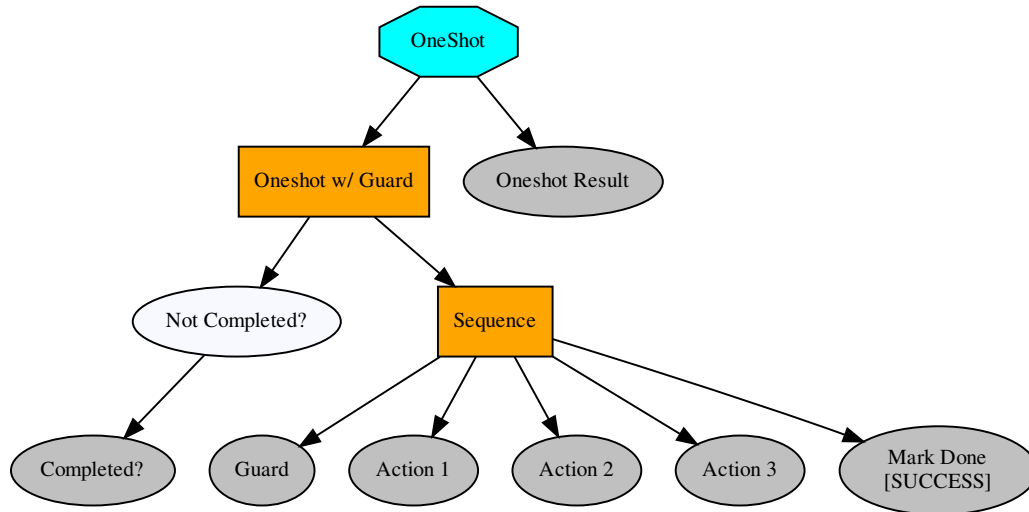 OneShot
Oneshot w/ Guard
Oneshot Result
Not Completed?
Sequence
Completed?
Guard
Action 1
Action 2
Action 3
Mark Done
[SUCCESS]